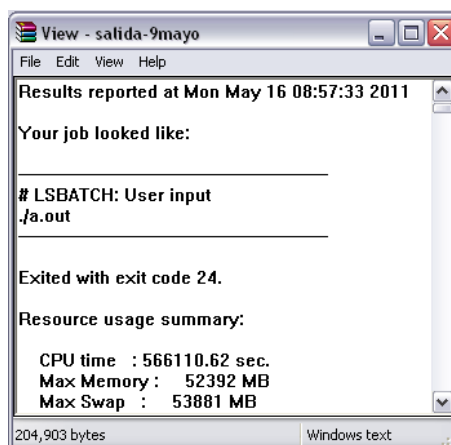 View - salida-9mayo
File Edit View Help
Results reported at Mon May 16 08:57:33 2011
Your job looked like:
# LSBATCH: User input
./a.out
Exited with exit code 24.
Resource usage summary:
CPU time : 566110.62 sec.
Max Memory : 52392 MB
Max Swap : 53881 MB
204,903 bytes
Windows text